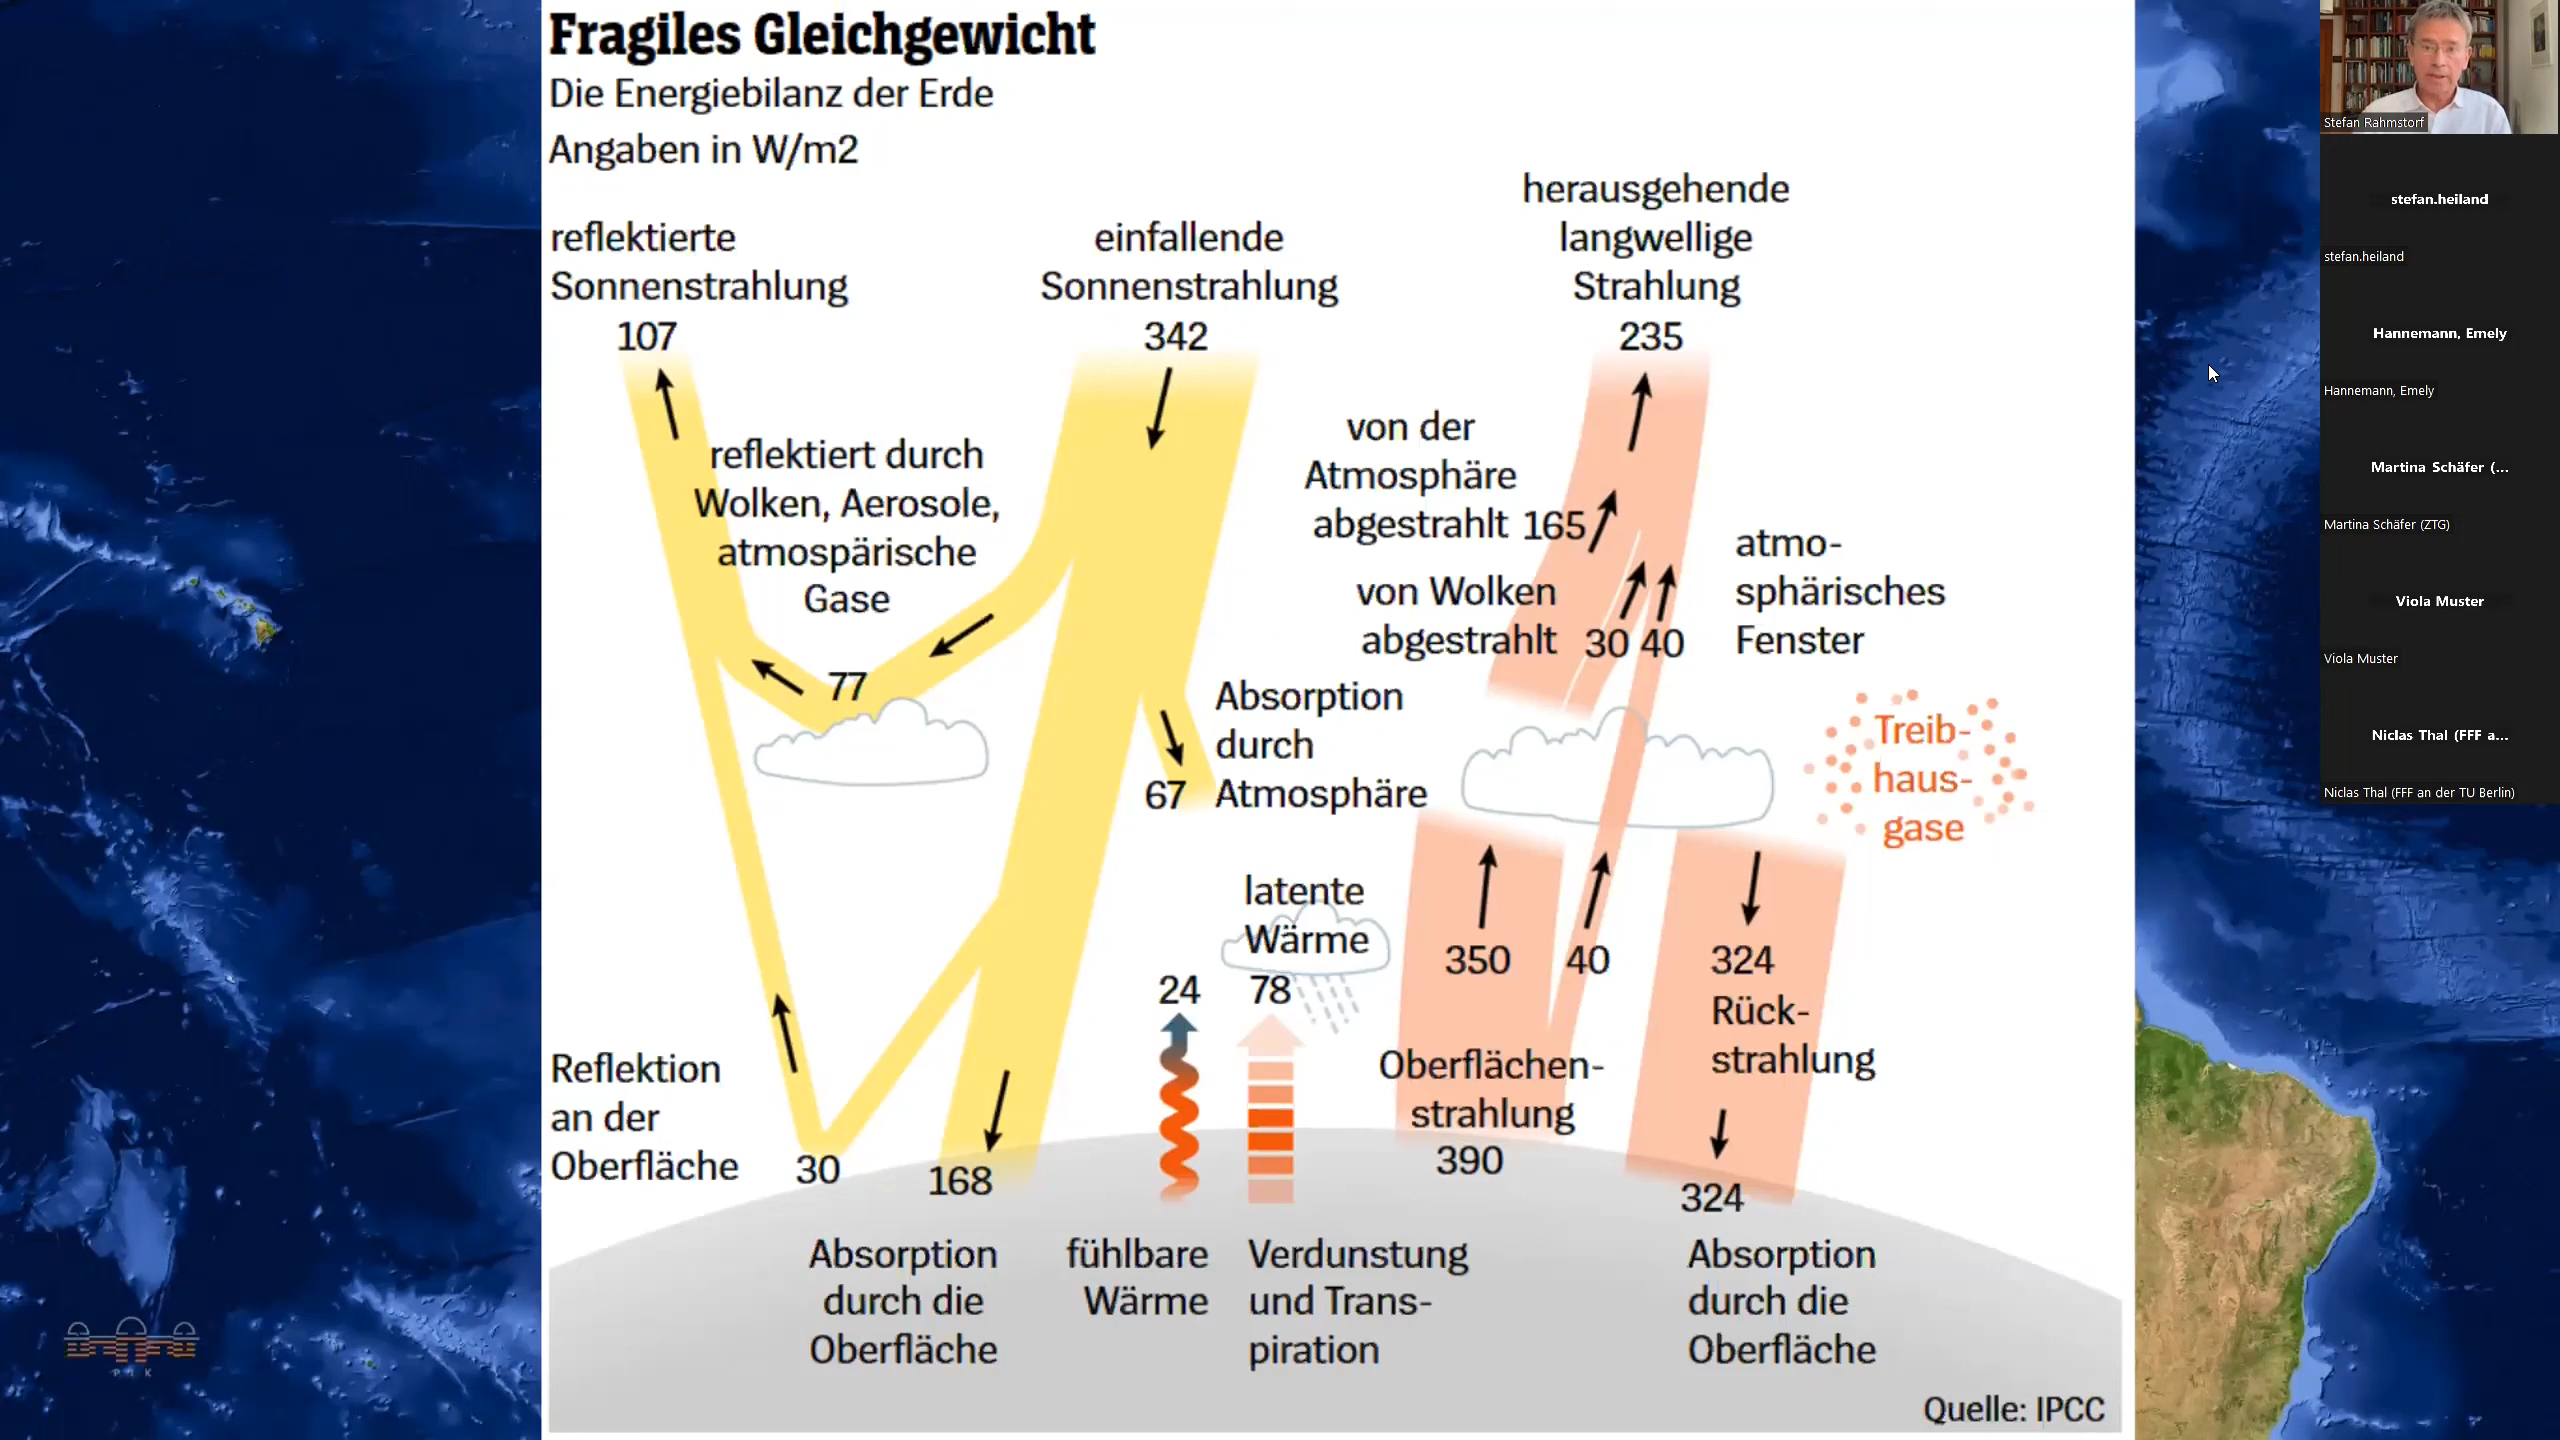 Fragiles Gleichgewicht
Die Energiebilanz der Erde
Angaben in W/m2
reflektierte
Sonnenstrahlung
107
einfallende
Sonnenstrahlung
342
herausgehende
langwellige
Strahlung
235
reflektiert durch
Wolken, Aerosole,
atmospärische
Gase
77
von der
Atmosphäre
abgestrahlt 165
von Wolken
abgestrahlt 30 40
atmo-
sphärisches
Fenster
Absorption
durch
67 Atmosphäre
Treib-
haus-
gase
latente
Wärme
24 78
350 40 324
Rück-
strahlung
Oberflächen-
strahlung
390
324
Reflektion
an der
Oberfläche 30 168
Absorption
durch die
Oberfläche
fühlbare
Wärme
Verdunstung
und Trans-
piration
Absorption
durch die
Oberfläche
Quelle: IPCC
P I K
Stefan Rahmstorf
stefan.heiland
stefan.heiland
Hannemann, Emely
Hannemann, Emely
Martina Schäfer (...
Martina Schäfer (ZTG)
Viola Muster
Viola Muster
Niclas Thal (FFF a...
Niclas Thal (FFF an der TU Berlin)